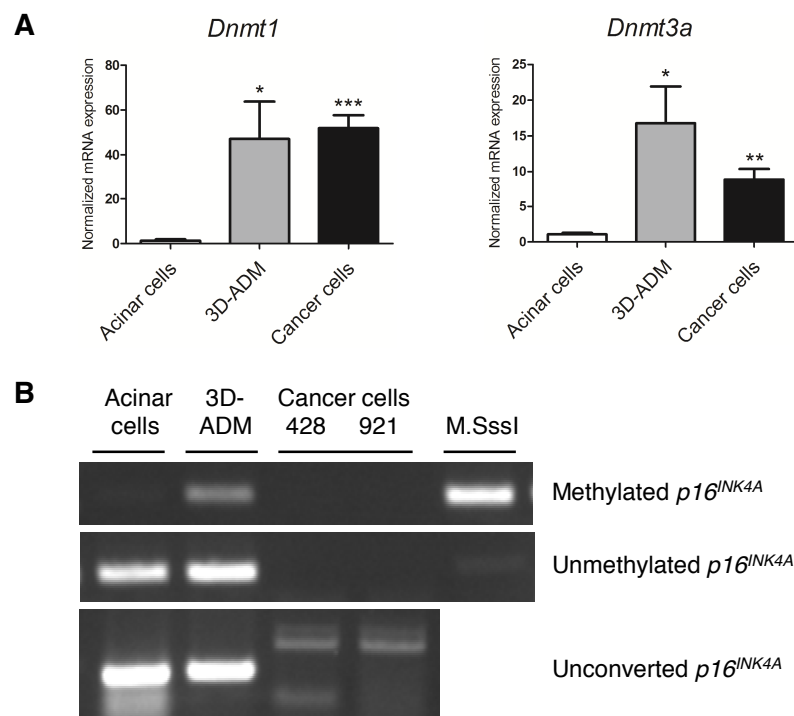 A
Dnmt1
Normalized mRNA expression
80
60
40
20
0
*
***
Acinar cells
3D-ADM
Cancer cells
Dnmt3a
Normalized mRNA expression
25
20
15
10
5
0
*
**
Acinar cells
3D-ADM
Cancer cells
B
Acinar cells
3D-ADM
Cancer cells
428 921
M.SssI
Methylated p16INK4A
Unmethylated p16INK4A
Unconverted p16INK4A